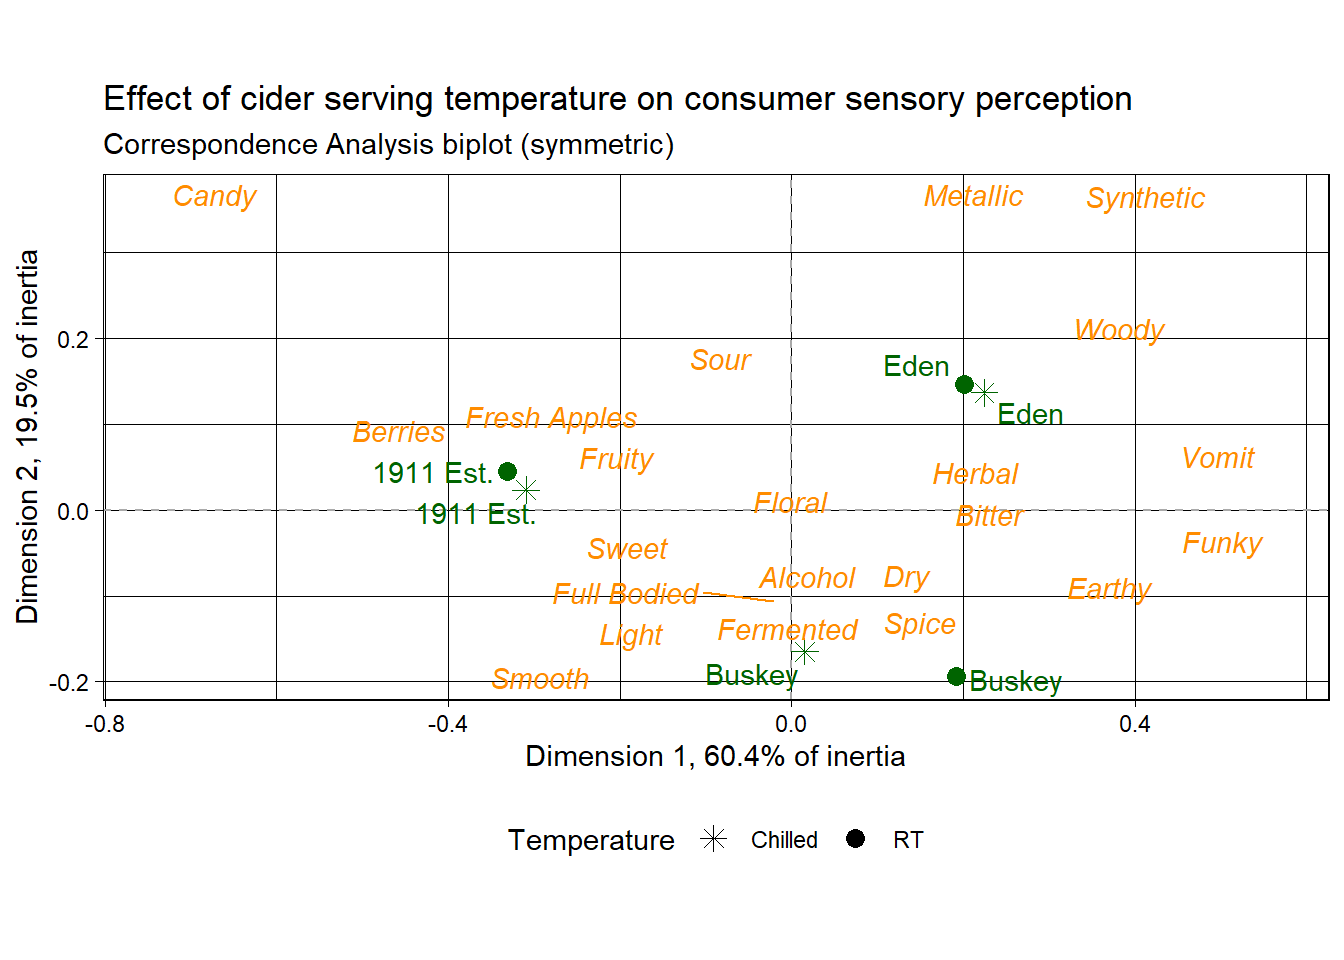 Effect of cider serving temperature on consumer sensory perception
Correspondence Analysis biplot (symmetric)
Candy
Metallic
Synthetic
Woody
Sour
Eden
Eden
Fresh Apples
Berries
Fruity
Vomit
1911 Est.
Herbal
Floral
1911 Est.
Bitter
Funky
Sweet
Alcohol
Dry
Earthy
Full Bodied
Spice
Fermented
Light
Buskey
Smooth
Buskey
0.2
0.0
-0.2
Dimension 2, 19.5% of inertia
-0.8 -0.4 0.0 0.4
Dimension 1, 60.4% of inertia
Temperature Chilled RT